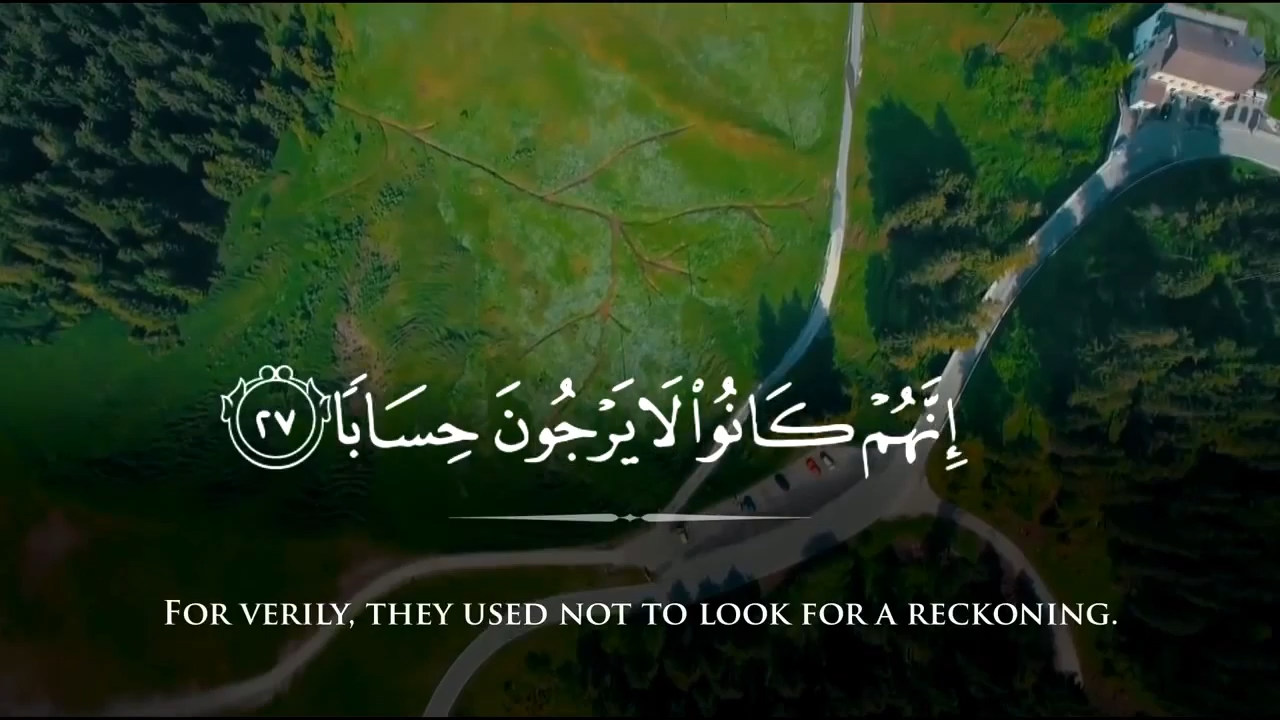 إِنَّهُمْ كَانُوا۟ لَا يَرْجُونَ حِسَابًا ٢٧
For verily, they used not to look for a reckoning.